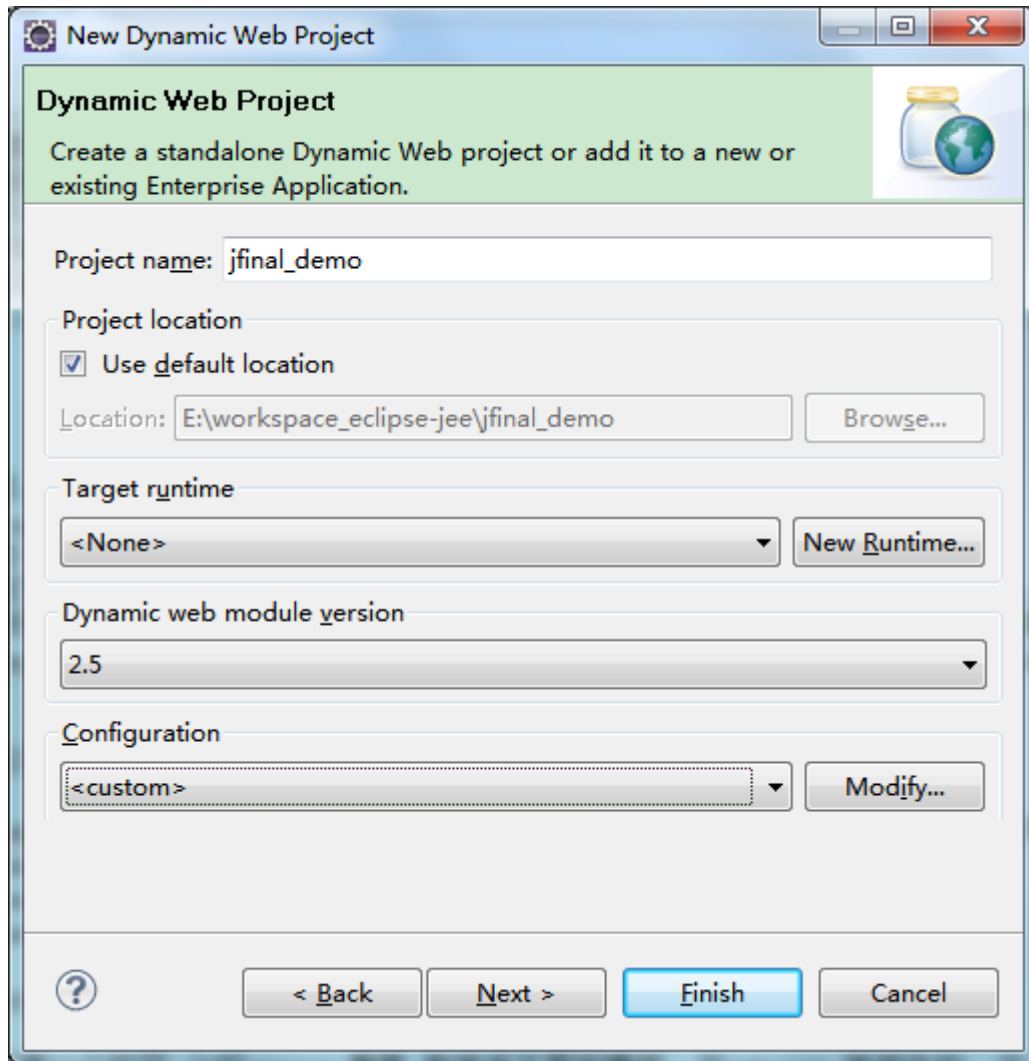 New Dynamic Web Project
Dynamic Web Project
Create a standalone Dynamic Web project or add it to a new or
existing Enterprise Application.
Project name: jfinal_demo
Project location
Use default location
Location: E:\workspace_eclipse-jee\jfinal_demo Browse...
Target runtime
<None> New Runtime...
Dynamic web module version
2.5
Configuration
<custom> Modify...
? < Back Next > Finish Cancel